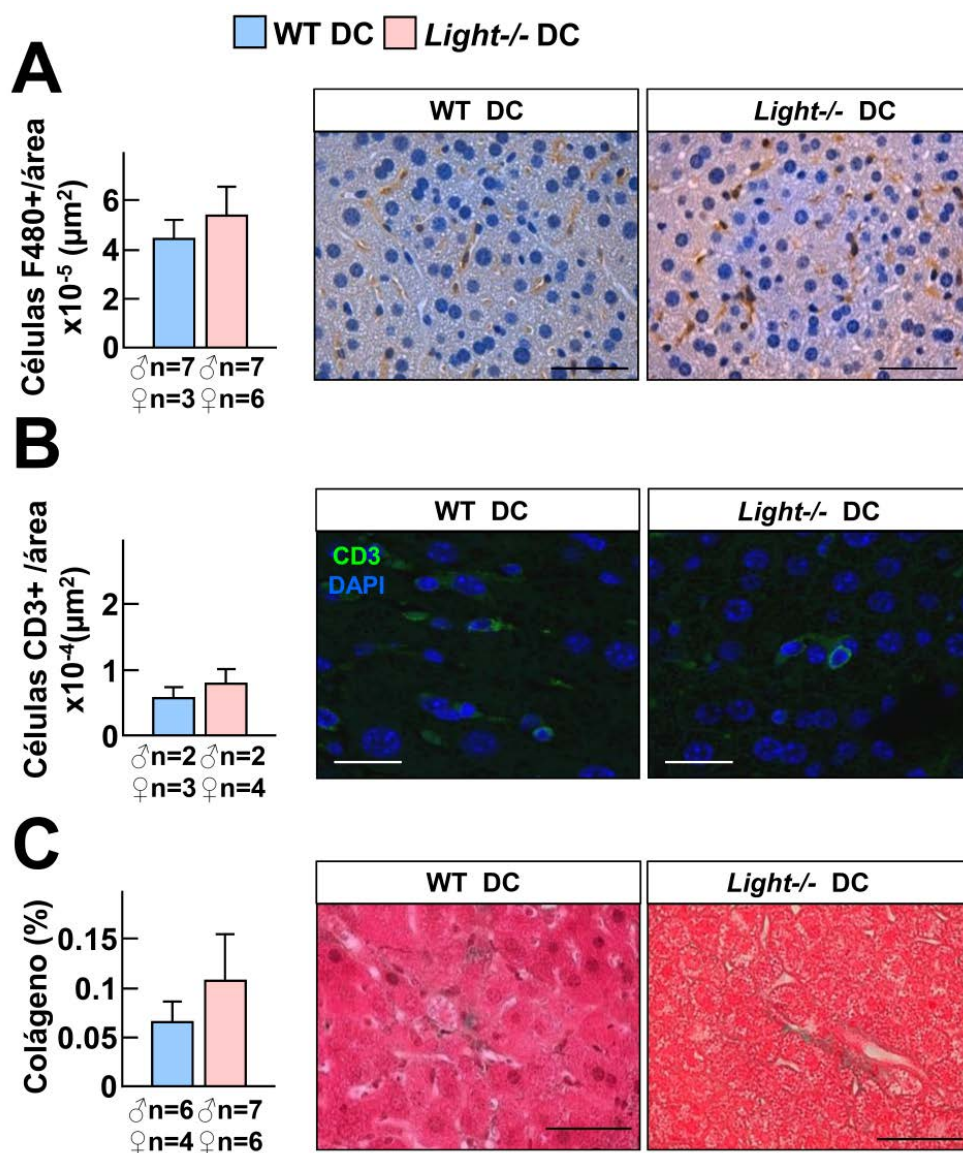 WT DC Light-/- DC
A
Células F480+/área
x10-5 (µm2)
6
4
2
0
♂n=7 ♂n=7
♀n=3 ♀n=6
WT DC
Light-/- DC
B
Células CD3+ /área
x10-4(µm2)
2
1
0
♂n=2 ♂n=2
♀n=3 ♀n=4
WT DC
CD3
DAPI
Light-/- DC
C
Colágeno (%)
0.15
0.1
0.05
0
♂n=6 ♂n=7
♀n=4 ♀n=6
WT DC
Light-/- DC